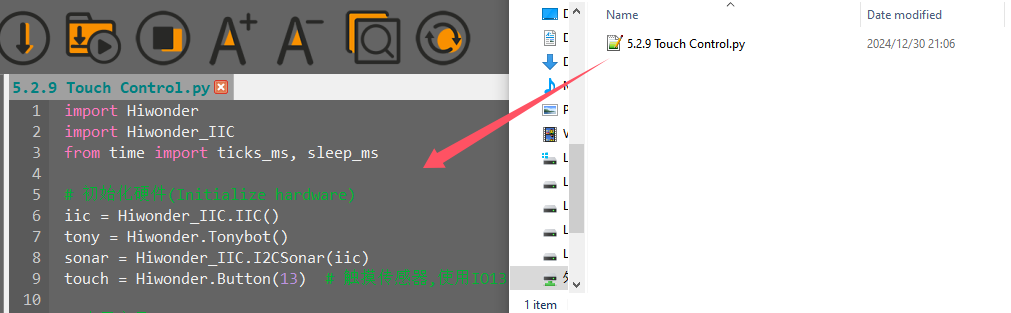 A+
A-
5.2.9 Touch Control.py
1 import Hiwonder
2 import Hiwonder_IIC
3 from time import ticks_ms, sleep_ms
4
5 # 初始化硬件(Initialize hardware)
6 iic = Hiwonder_IIC.IIC()
7 tony = Hiwonder.Tonybot()
8 sonar = Hiwonder_IIC.I2CSonar(iic)
9 touch = Hiwonder.Button(13) # 触摸传感器,使用IO13
10
Name Date modified
5.2.9 Touch Control.py 2024/12/30 21:06
D
D
D
P
L
L
L
L
L
1 item